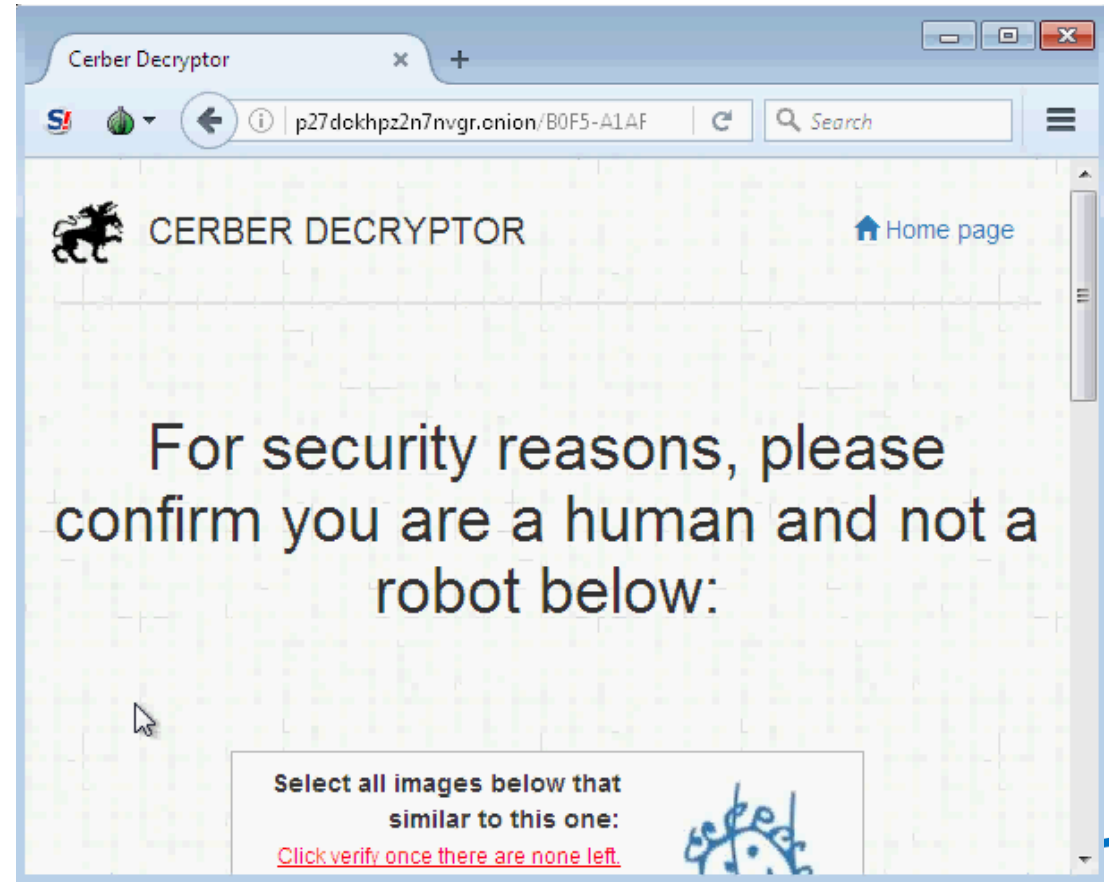 Cerber Decryptor
S!
p27dokhpz2n7nvgr.onion/B0F5-A1AF
Search
CERBER DECRYPTOR
Home page
For security reasons, please
confirm you are a human and not a
robot below:
Select all images below that
similar to this one:
Click verify once there are none left.